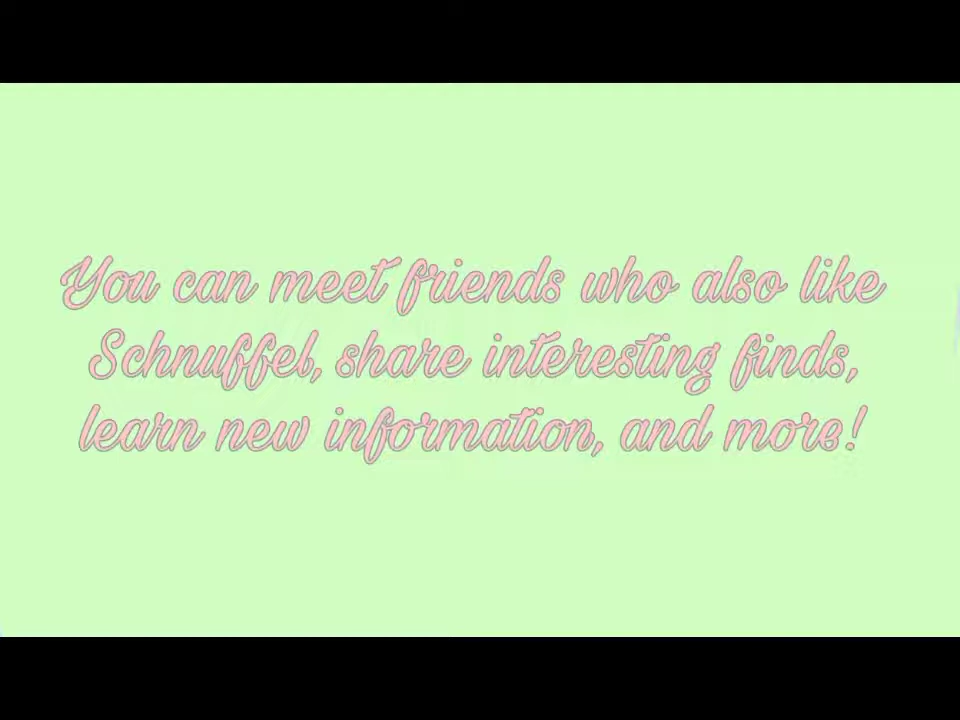 You can meet friends who also like
Schnuffel, share interesting finds,
learn new information, and more!